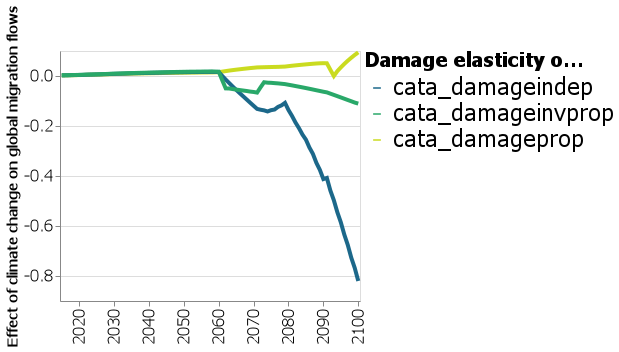 Effect of climate change on global migration flows
0.0
-0.2
-0.4
-0.6
-0.8
2020
2030
2040
2050
2060
2070
2080
2090
2100
Damage elasticity o…
cata_damageindep
cata_damageinvprop
cata_damageprop